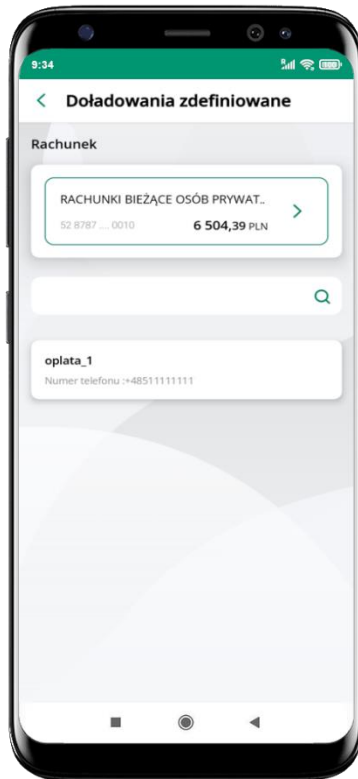 9:34
Doładowania zdefiniowane
Rachunek
RACHUNKI BIEŻĄCE OSÓB PRYWAT..
52 8787 .... 0010 6 504,39 PLN
oplata_1
Numer telefonu :+48511111111